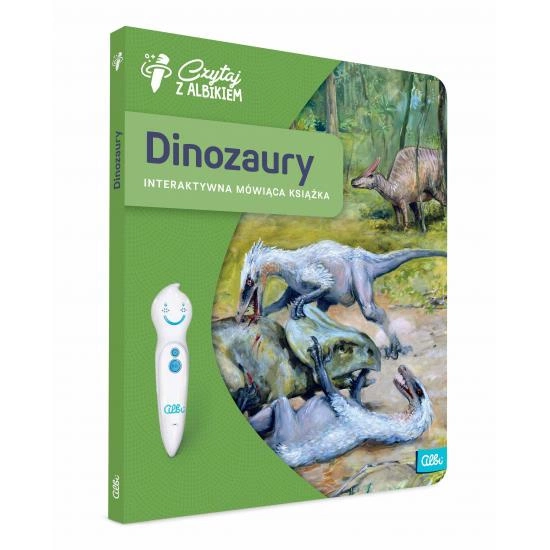 Czytaj
Z ALBIKIEM
Dinozaury
INTERAKTYWNA MÓWIĄCA KSIĄŻKA
Dinozaury
Albi
Albi
Albi